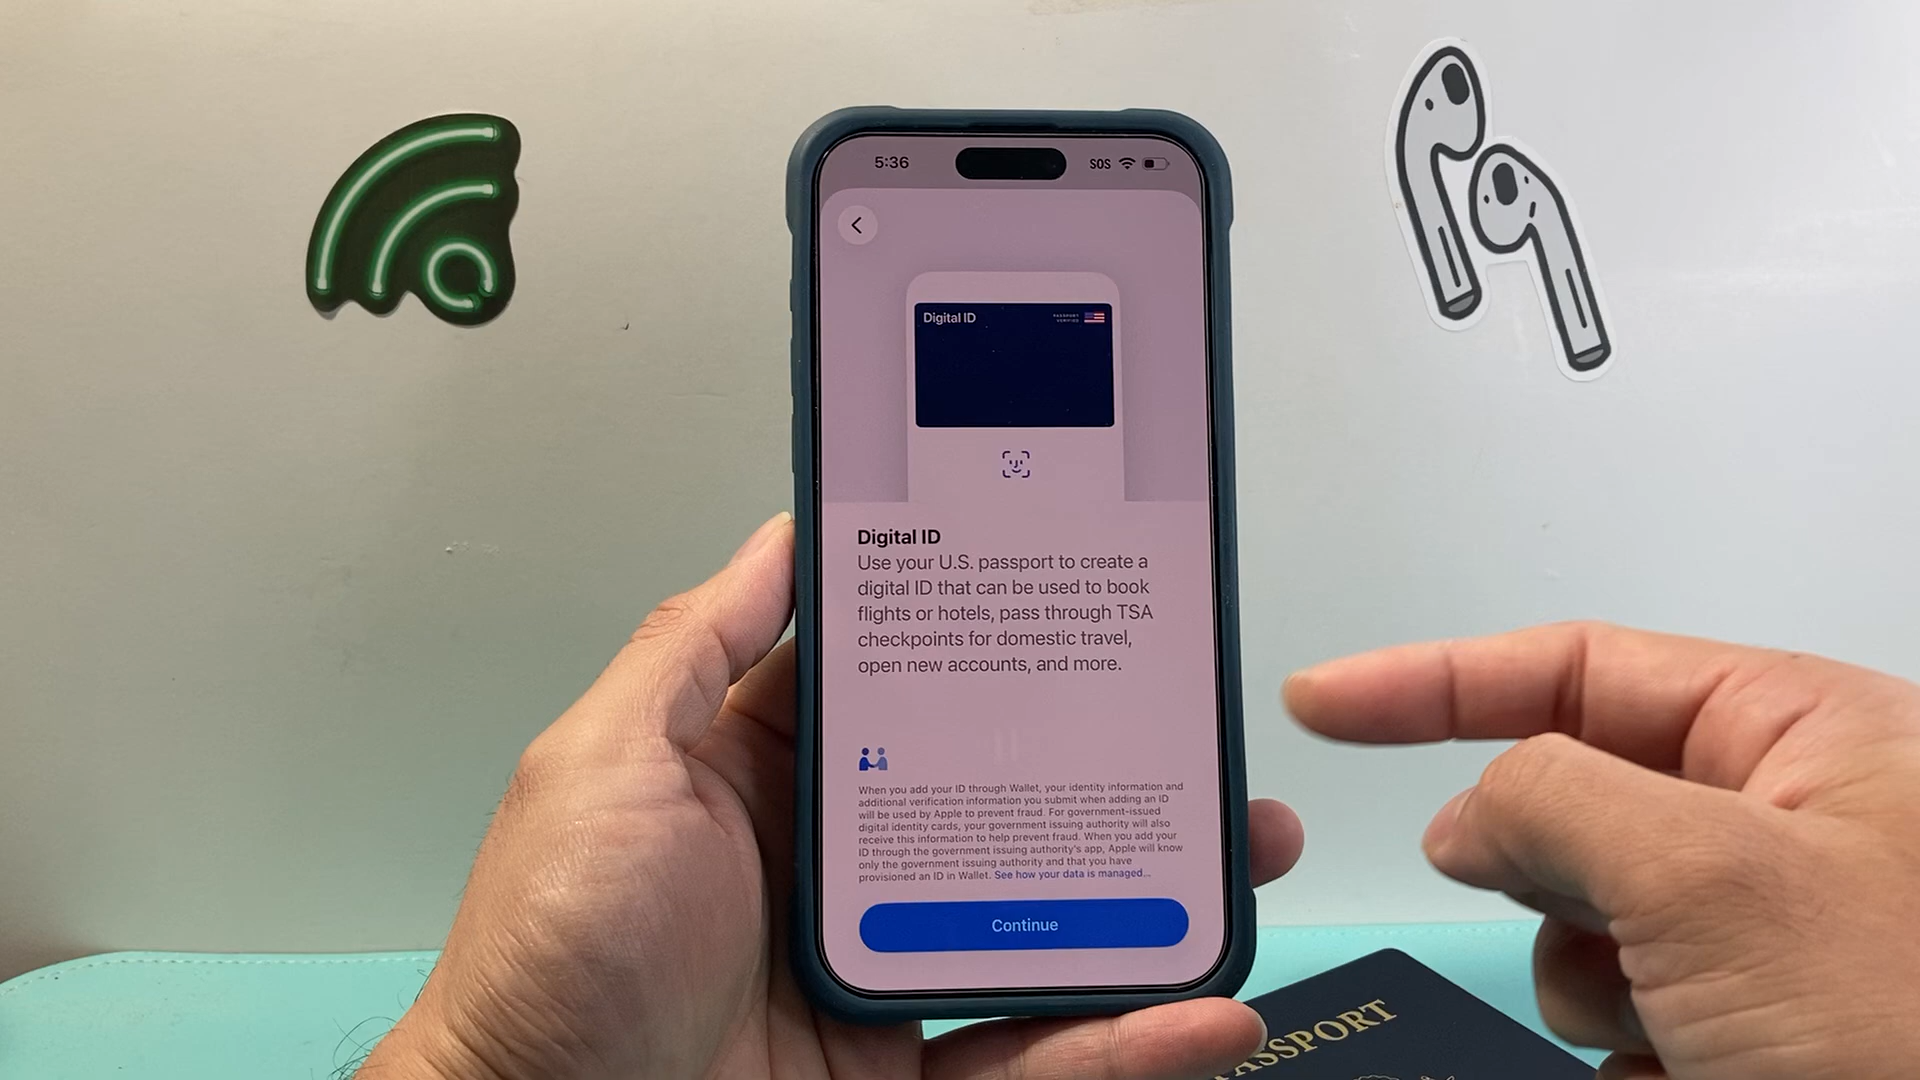 5:36
SOS
Digital ID
PASSPORT
VERIFIED
Digital ID
Use your U.S. passport to create a
digital ID that can be used to book
flights or hotels, pass through TSA
checkpoints for domestic travel,
open new accounts, and more.
When you add your ID through Wallet, your identity information and
additional verification information you submit when adding an ID
will be used by Apple to prevent fraud. For government-issued
digital identity cards, your government issuing authority will also
receive this information to help prevent fraud. When you add your
ID through the government issuing authority's app, Apple will know
only the government issuing authority and that you have
provisioned an ID in Wallet. See how your data is managed...
Continue
PASSPORT